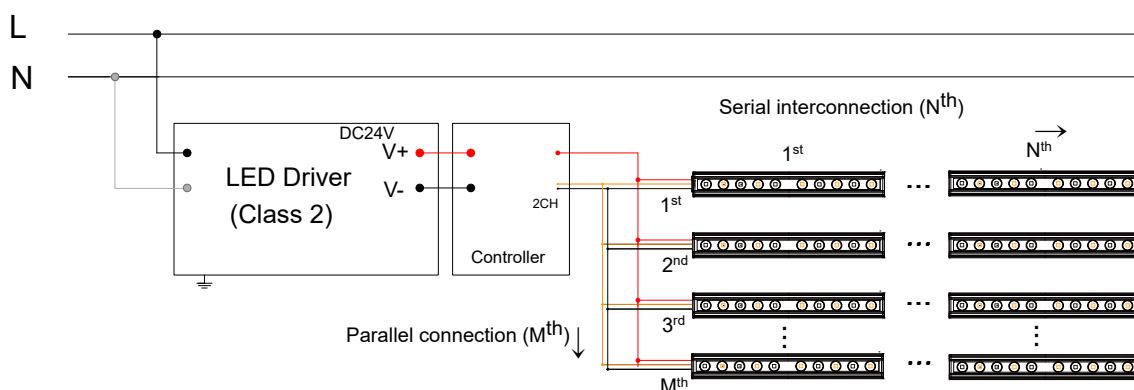 L
N
Serial interconnection (Nth)
1st
Nth
DC24V
V+
LED Driver
(Class 2)
V-
2CH
Controller
1st
2nd
3rd
Mth
Parallel connection (Mth)